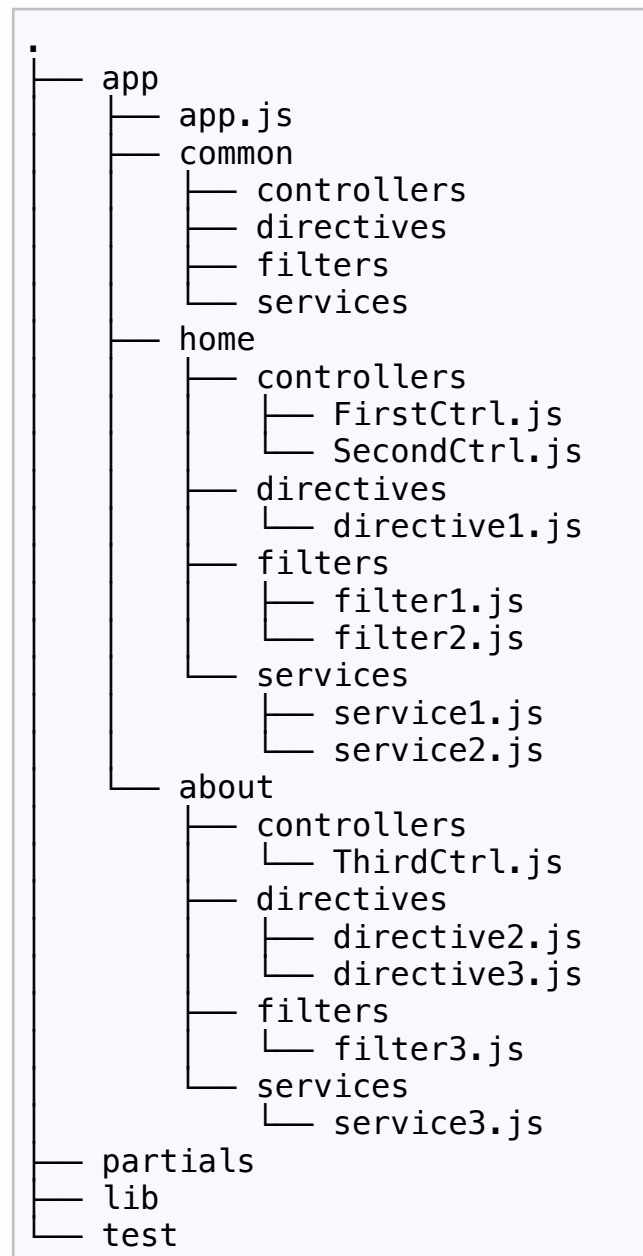 .
├── app
│   ├── app.js
│   ├── common
│   │   ├── controllers
│   │   ├── directives
│   │   ├── filters
│   │   └── services
│   ├── home
│   │   ├── controllers
│   │   │   ├── FirstCtrl.js
│   │   │   └── SecondCtrl.js
│   │   ├── directives
│   │   │   └── directive1.js
│   │   ├── filters
│   │   │   ├── filter1.js
│   │   │   └── filter2.js
│   │   └── services
│   │       ├── service1.js
│   │       └── service2.js
│   └── about
│       ├── controllers
│       │   └── ThirdCtrl.js
│       ├── directives
│       │   ├── directive2.js
│       │   └── directive3.js
│       ├── filters
│       │   └── filter3.js
│       └── services
│           └── service3.js
├── partials
├── lib
└── test